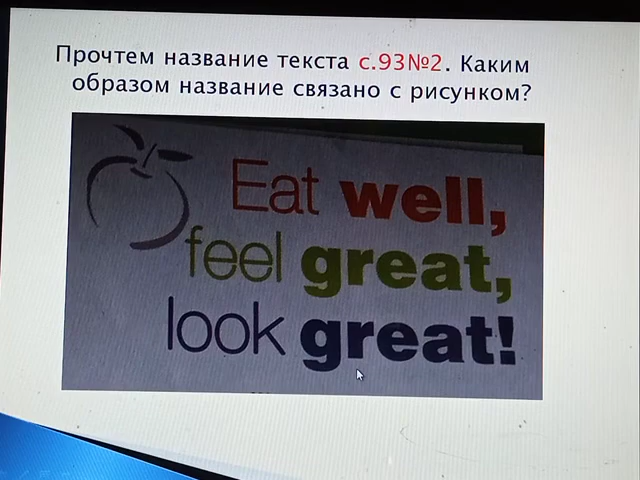 Прочтем название текста с.93№2. Каким
образом название связано с рисунком?
Eat well,
feel great,
look great!